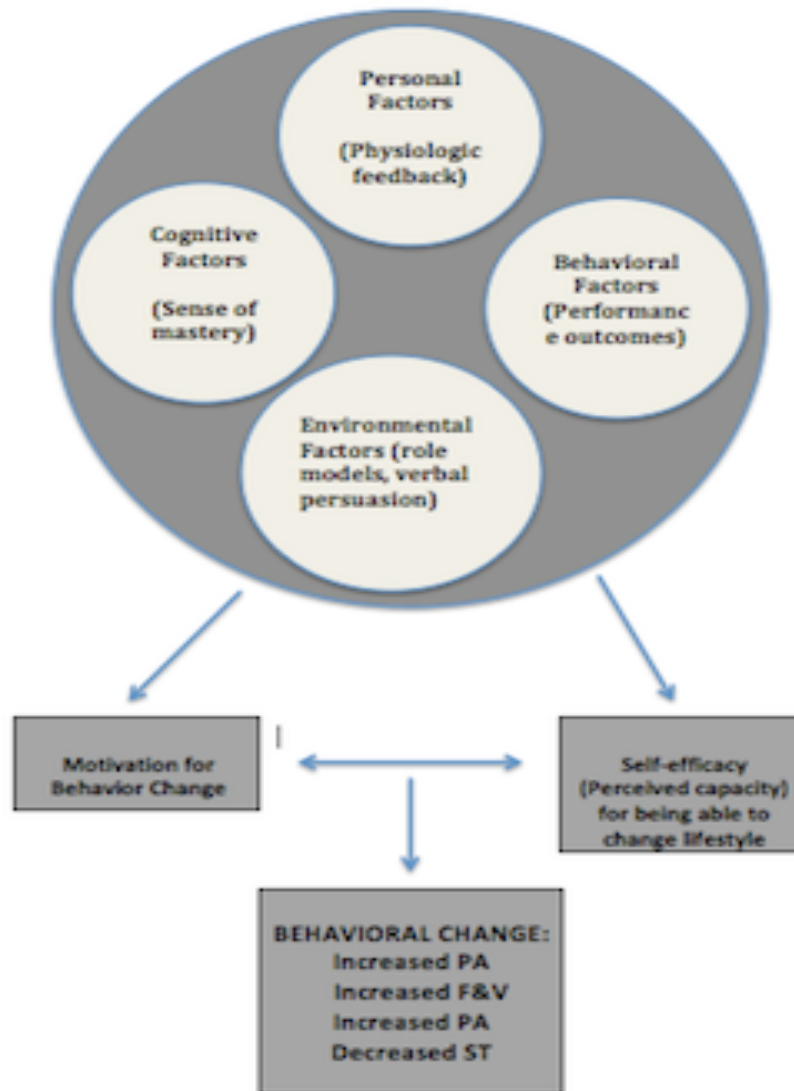 Personal
Factors
(Physiologic
feedback)
Cognitive
Factors
(Sense of
mastery)
Behavioral
Factors
(Performanc
e outcomes)
Environmental
Factors (role
models, verbal
persuasion)
Motivation for
Behavior Change
Self-efficacy
(Perceived capacity)
for being able to
change lifestyle
BEHAVIORAL CHANGE:
Increased PA
Increased F&V
Increased PA
Decreased ST